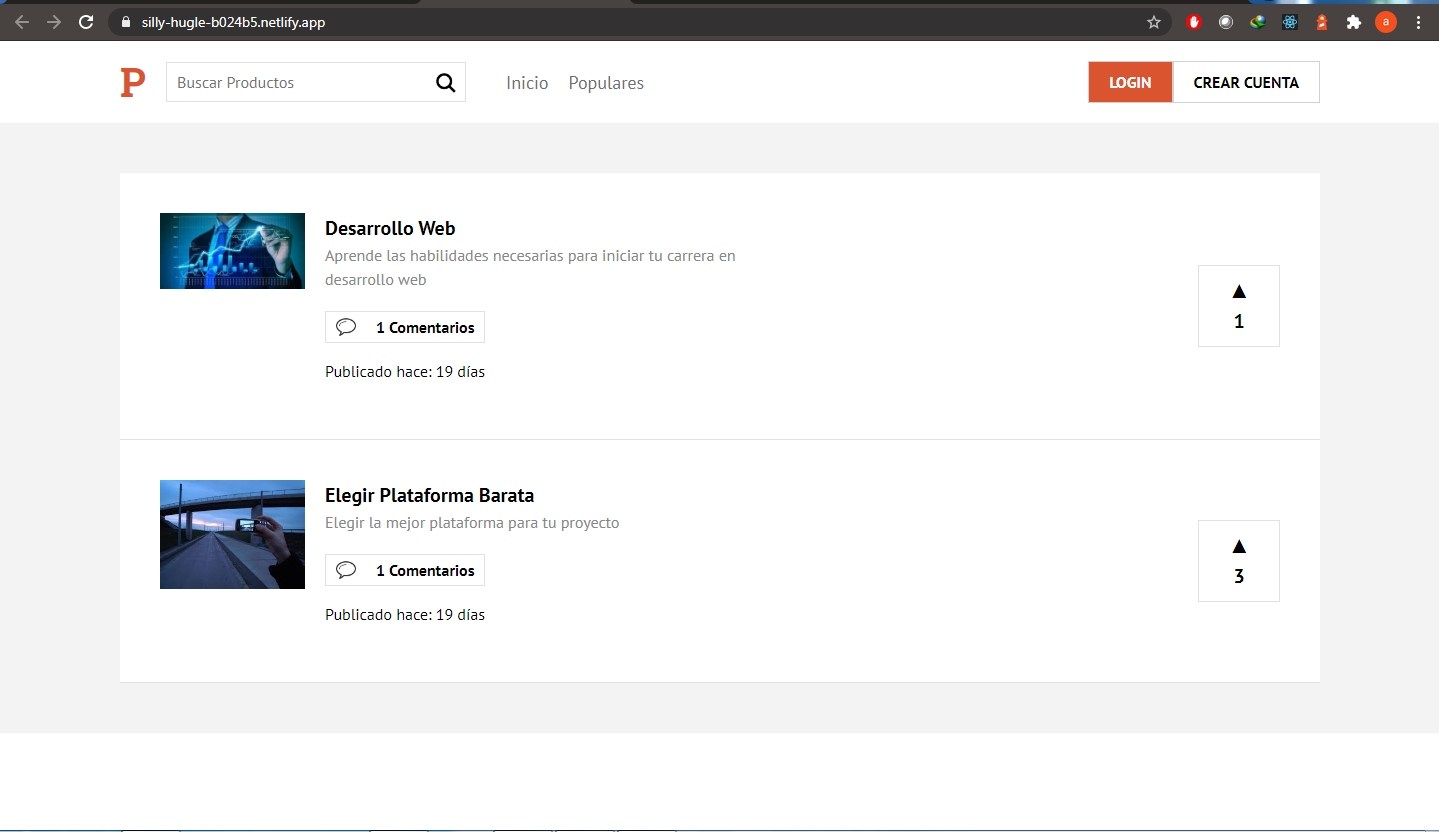 silly-hugle-b024b5.netlify.app
a
P
Buscar Productos
Inicio
Populares
LOGIN
CREAR CUENTA
Desarrollo Web
Aprende las habilidades necesarias para iniciar tu carrera en
desarrollo web
1 Comentarios
Publicado hace: 19 días
▲
1
Elegir Plataforma Barata
Elegir la mejor plataforma para tu proyecto
1 Comentarios
Publicado hace: 19 días
▲
3